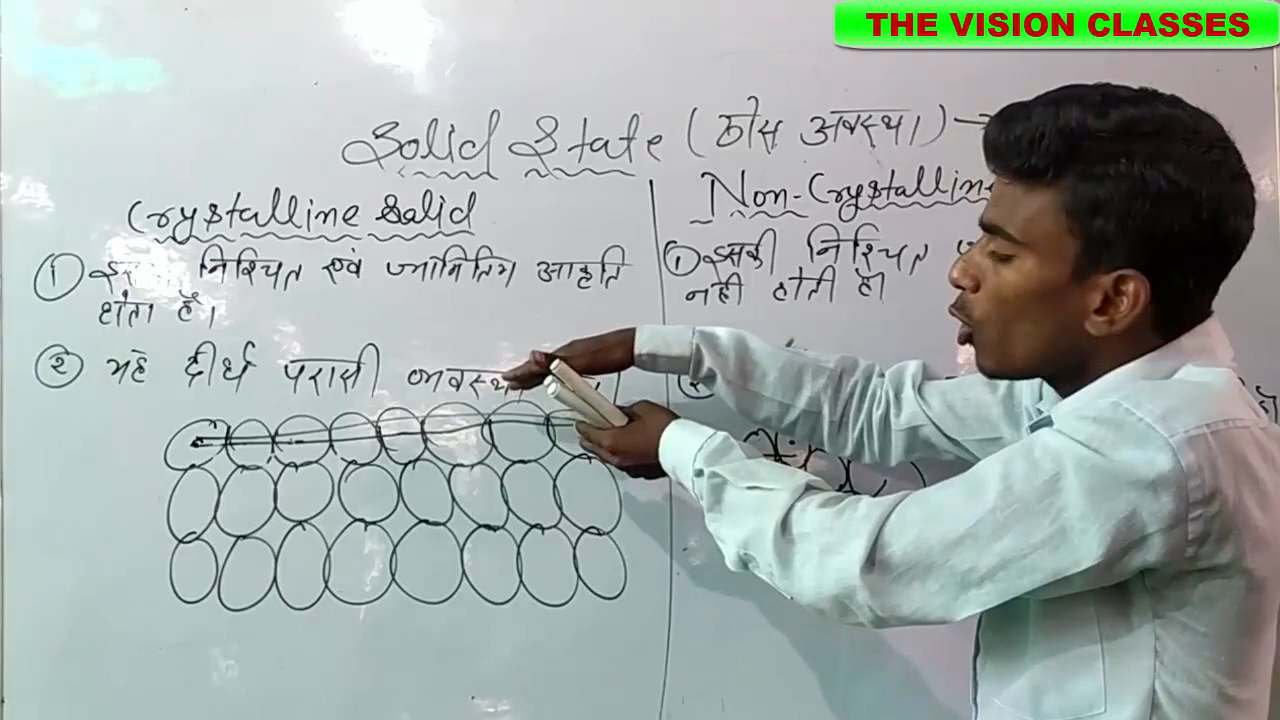 THE VISION CLASSES
Solid State (ठोस अवस्था) →
Crystalline Solid
① निश्चित एवं ज्यामितिय आकृति
होता है।
② यह दीर्घ परासी व्यवस्था
Non-Crystalline
① इसकी निश्चित
नही होती है।